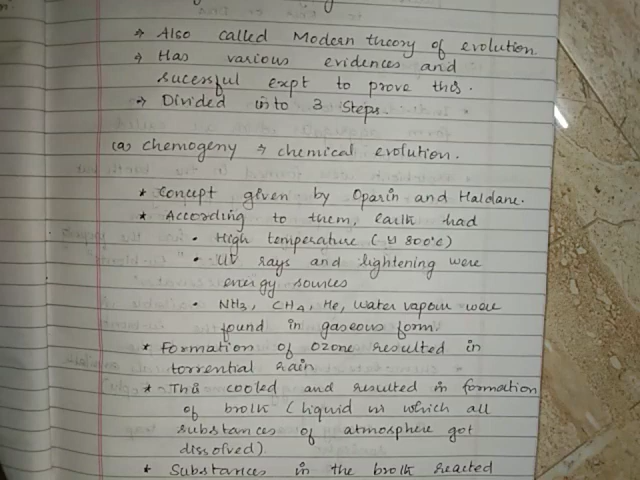 → Also called Modern theory of evolution.
→ Has various evidences and
sucessful expt to prove this.
→ Divided into 3 Steps.
(a) Chemogeny → chemical evolution.
* Concept given by Oparin and Haldane.
* According to them, earth had
• High temperature ( 800°c)
• UV rays and lightening were
energy sources
• NH3, CH4, He, water vapour were
found in gaseous form.
* Formation of Ozone resulted in
torrential rain
* This cooled and resulted in formation
of broth (liquid in which all
substances of atmosphere got
dissolved).
* Substances in the broth reacted